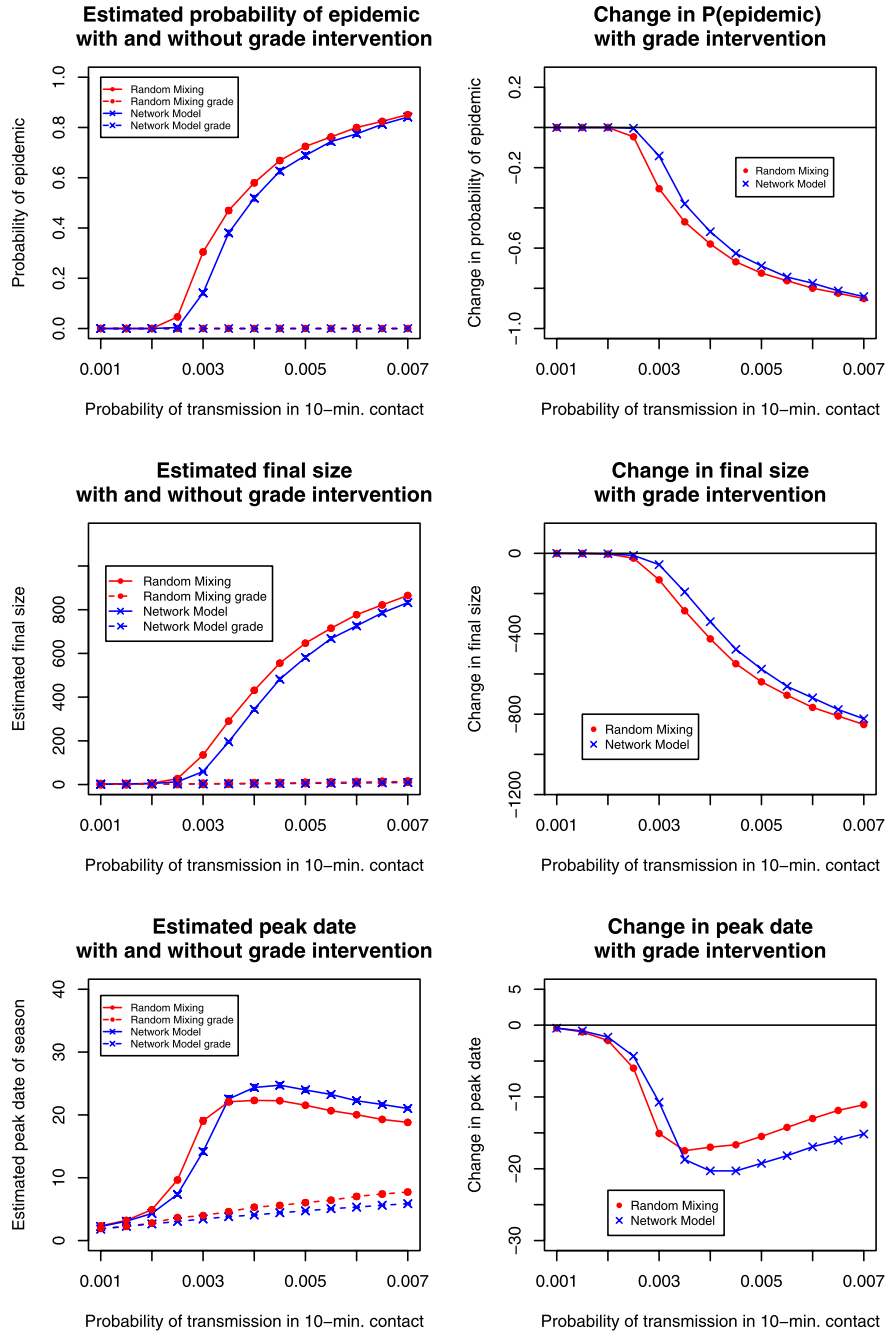 Estimated probability of epidemic
with and without grade intervention
Probability of epidemic
1.0
0.8
0.6
0.4
0.2
0.0
Random Mixing
Random Mixing grade
Network Model
Network Model grade
0.001
0.003
0.005
0.007
Probability of transmission in 10−min. contact
Change in P(epidemic)
with grade intervention
Change in probability of epidemic
0.2
−0.2
−0.6
−1.0
Random Mixing
Network Model
0.001
0.003
0.005
0.007
Probability of transmission in 10−min. contact
Estimated final size
with and without grade intervention
Estimated final size
800
600
400
200
0
Random Mixing
Random Mixing grade
Network Model
Network Model grade
0.001
0.003
0.005
0.007
Probability of transmission in 10−min. contact
Change in final size
with grade intervention
Change in final size
0
−400
−800
−1200
Random Mixing
Network Model
0.001
0.003
0.005
0.007
Probability of transmission in 10−min. contact
Estimated peak date
with and without grade intervention
Estimated peak date of season
40
30
20
10
0
Random Mixing
Random Mixing grade
Network Model
Network Model grade
0.001
0.003
0.005
0.007
Probability of transmission in 10−min. contact
Change in peak date
with grade intervention
Change in peak date
5
0
−10
−20
−30
Random Mixing
Network Model
0.001
0.003
0.005
0.007
Probability of transmission in 10−min. contact